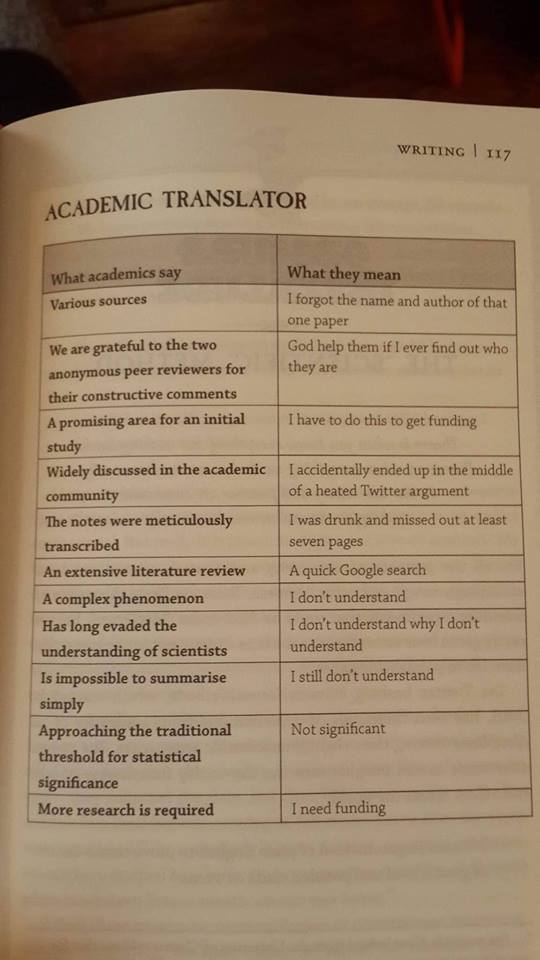 WRITING | 117
ACADEMIC TRANSLATOR
What academics say
What they mean
Various sources
I forgot the name and author of that
one paper
We are grateful to the two
anonymous peer reviewers for
their constructive comments
God help them if I ever find out who
they are
A promising area for an initial
study
I have to do this to get funding
Widely discussed in the academic
community
I accidentally ended up in the middle
of a heated Twitter argument
The notes were meticulously
transcribed
I was drunk and missed out at least
seven pages
An extensive literature review
A quick Google search
A complex phenomenon
I don't understand
Has long evaded the
understanding of scientists
I don't understand why I don't
understand
Is impossible to summarise
simply
I still don't understand
Approaching the traditional
threshold for statistical
significance
Not significant
More research is required
I need funding